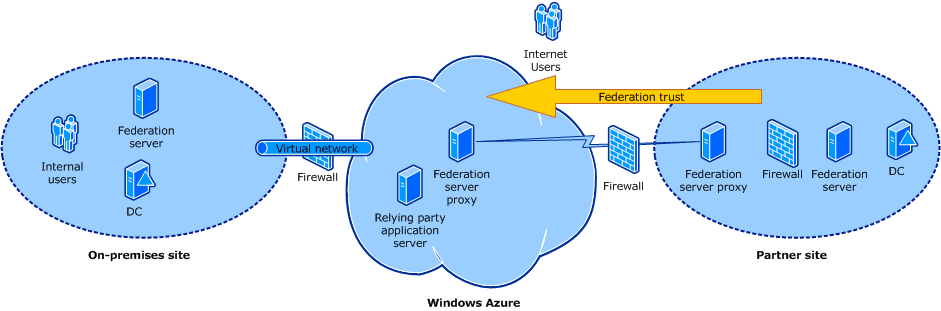 Internet
Users
Federation trust
Federation
server
Internal
users
DC
Virtual network
Firewall
Federation
server
proxy
Relying party
application
server
Firewall
Federation
server proxy
Firewall
Federation
server
DC
On-premises site
Windows Azure
Partner site